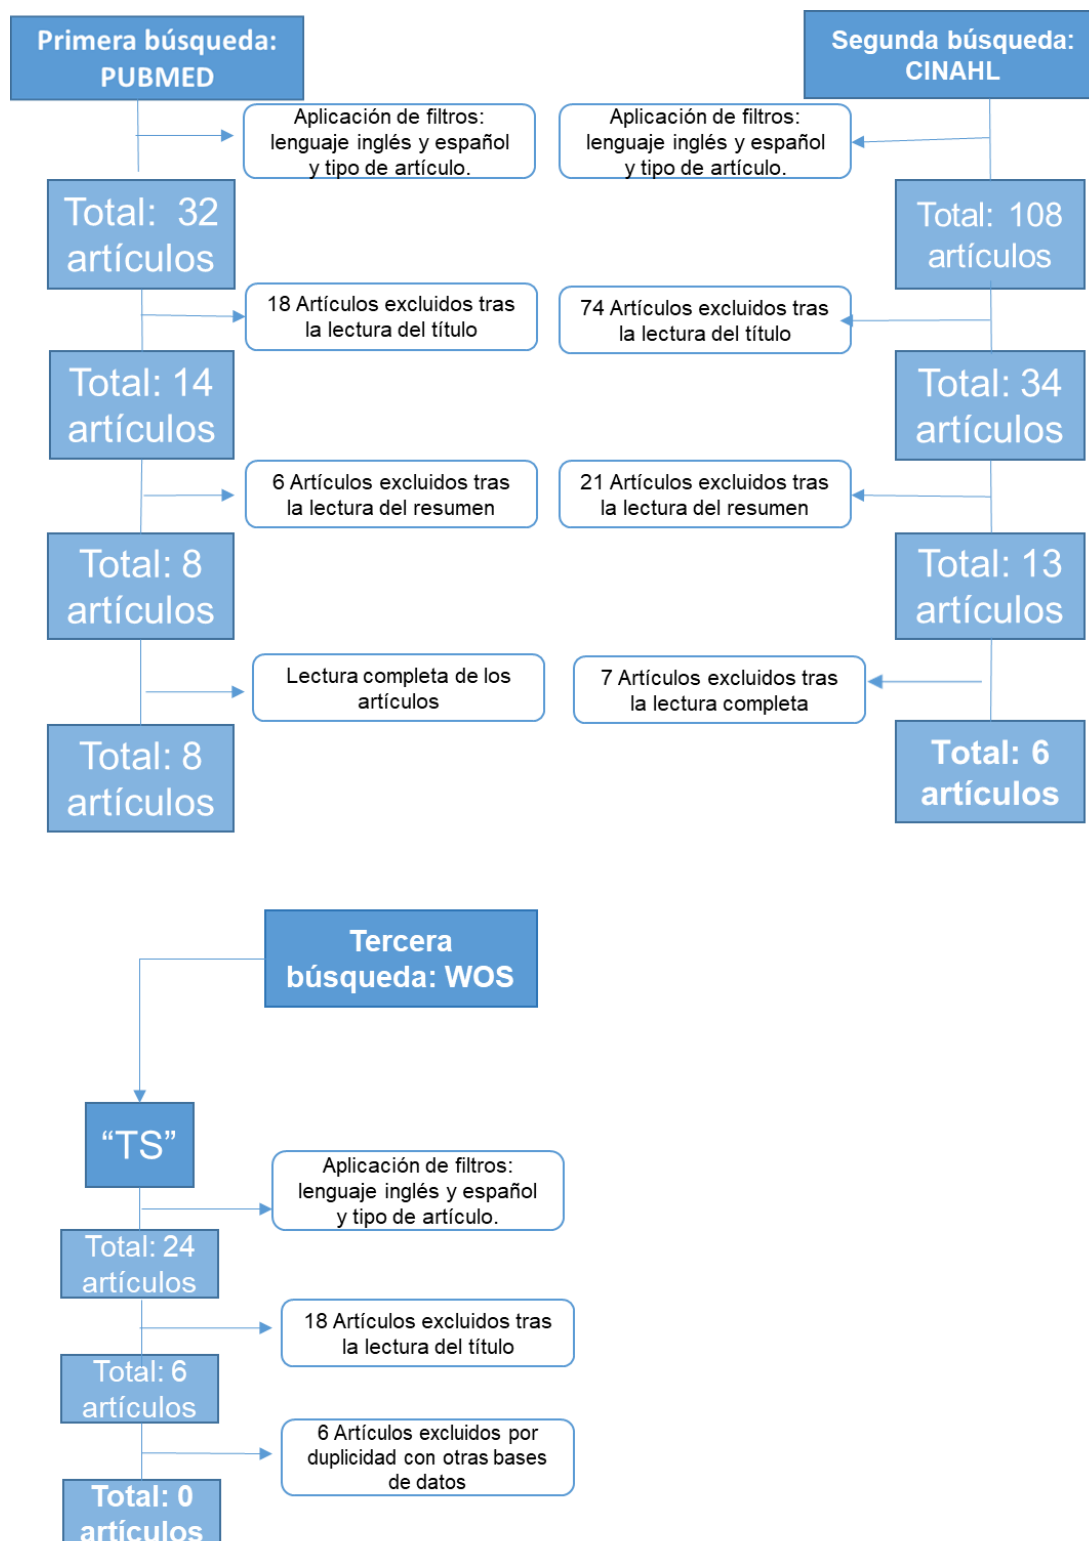 Primera búsqueda:
PUBMED
Aplicación de filtros:
lenguaje inglés y español
y tipo de artículo.
Total: 32
artículos
18 Artículos excluidos tras
la lectura del título
Total: 14
artículos
6 Artículos excluidos tras
la lectura del resumen
Total: 8
artículos
Lectura completa de los
artículos
Total: 8
artículos
Segunda búsqueda:
CINAHL
Aplicación de filtros:
lenguaje inglés y español
y tipo de artículo.
Total: 108
artículos
74 Artículos excluidos tras
la lectura del título
Total: 34
artículos
21 Artículos excluidos tras
la lectura del resumen
Total: 13
artículos
7 Artículos excluidos tras
la lectura completa
Total: 6
artículos
Tercera
búsqueda: WOS
“TS”
Aplicación de filtros:
lenguaje inglés y español
y tipo de artículo.
Total: 24
artículos
18 Artículos excluidos tras
la lectura del título
Total: 6
artículos
6 Artículos excluidos por
duplicidad con otras bases
de datos
Total: 0
artículos